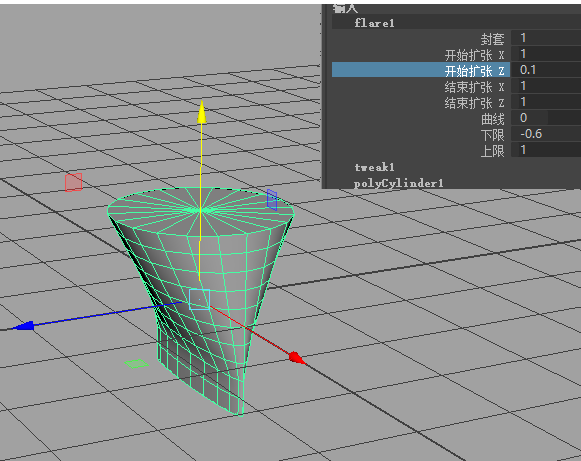 输入
flare1
封套 1
开始扩张 X 1
开始扩张 Z 0.1
结束扩张 X 1
结束扩张 Z 1
曲线 0
下限 -0.6
上限 1
tweak1
polyCylinder1